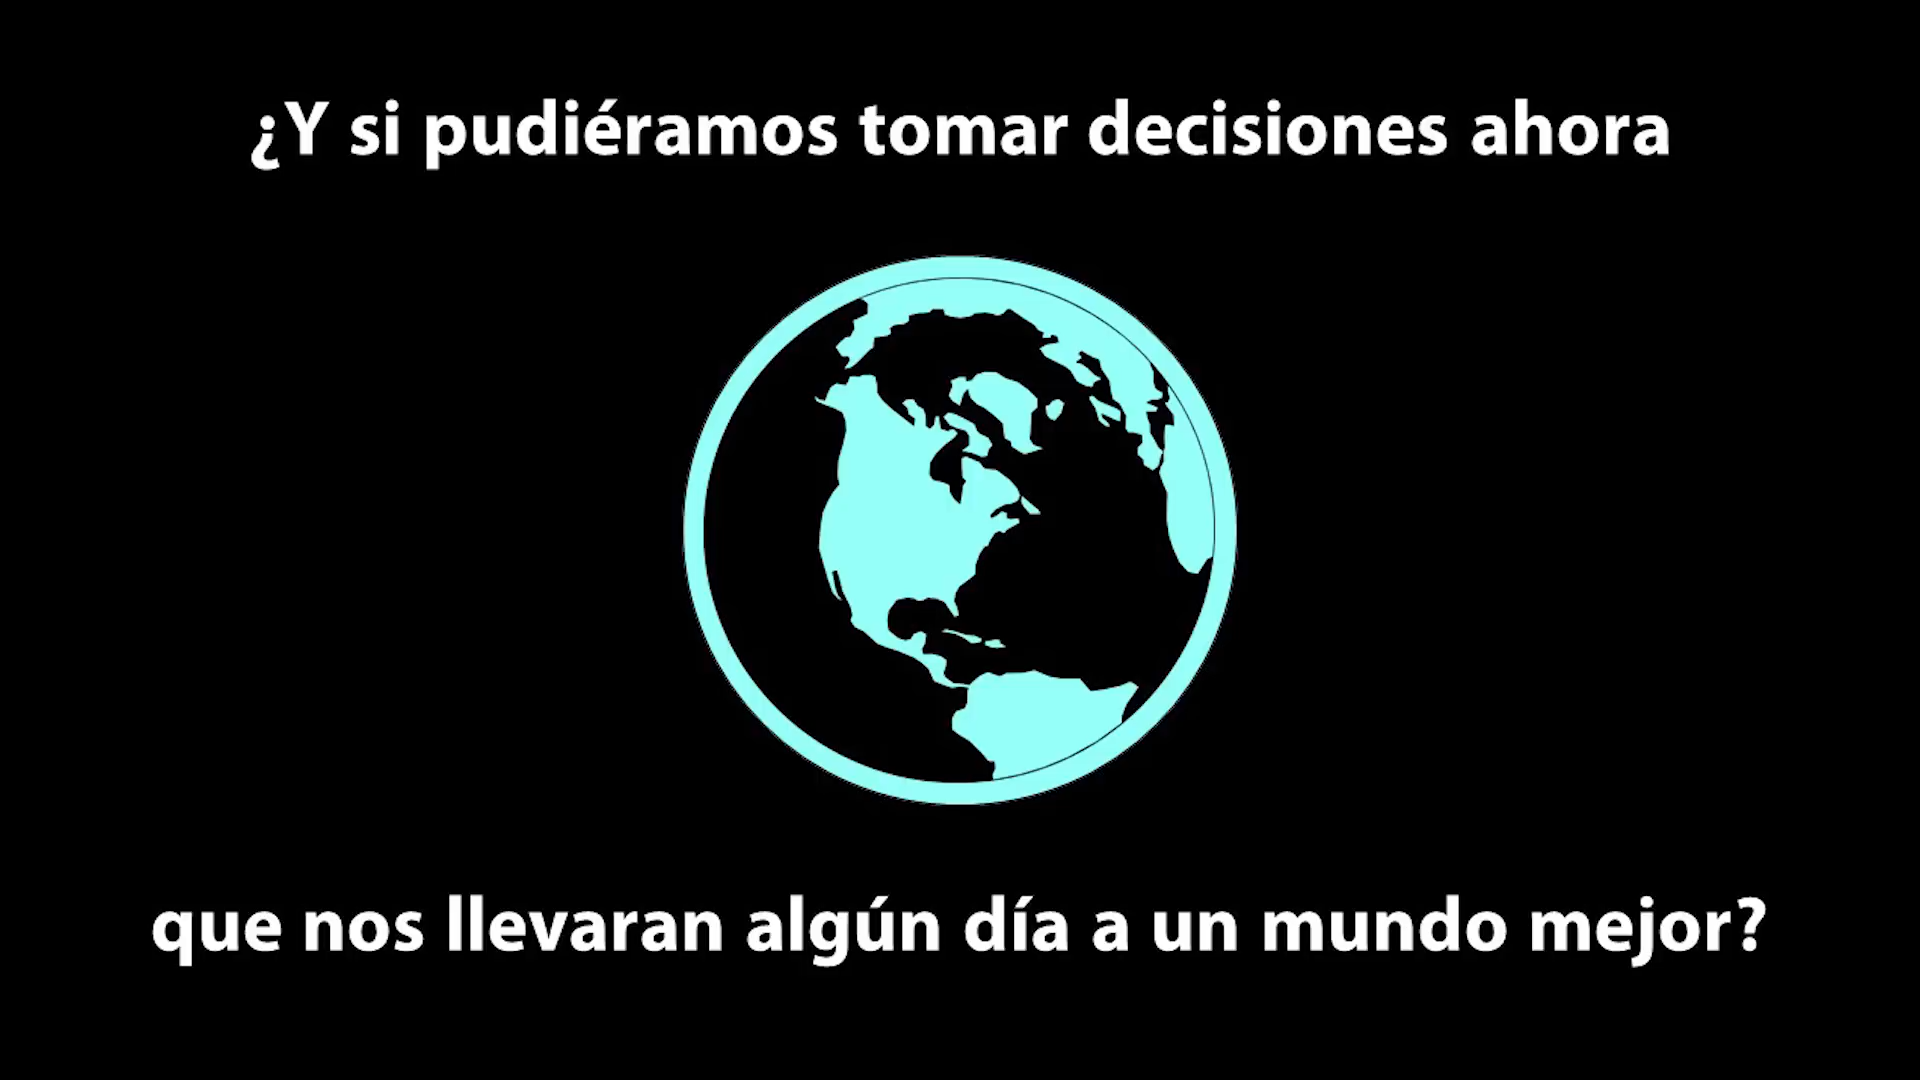 ¿Y si pudiéramos tomar decisiones ahora
que nos llevaran algún día a un mundo mejor?